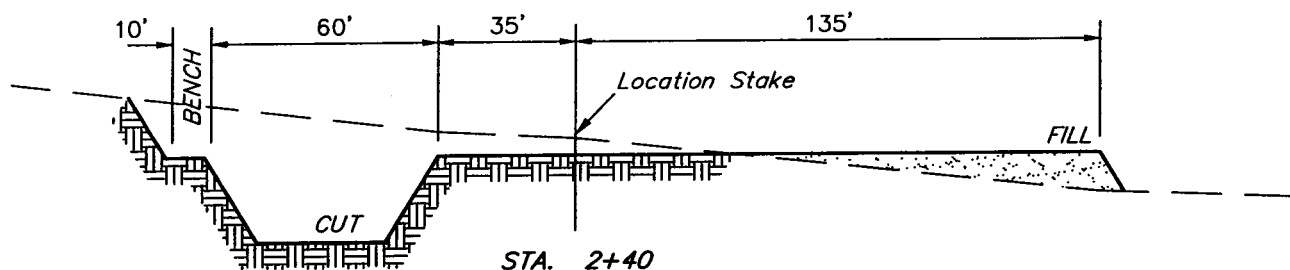 10' 60' 35' 135'
BENCH
Location Stake
FILL
CUT
STA. 2+40